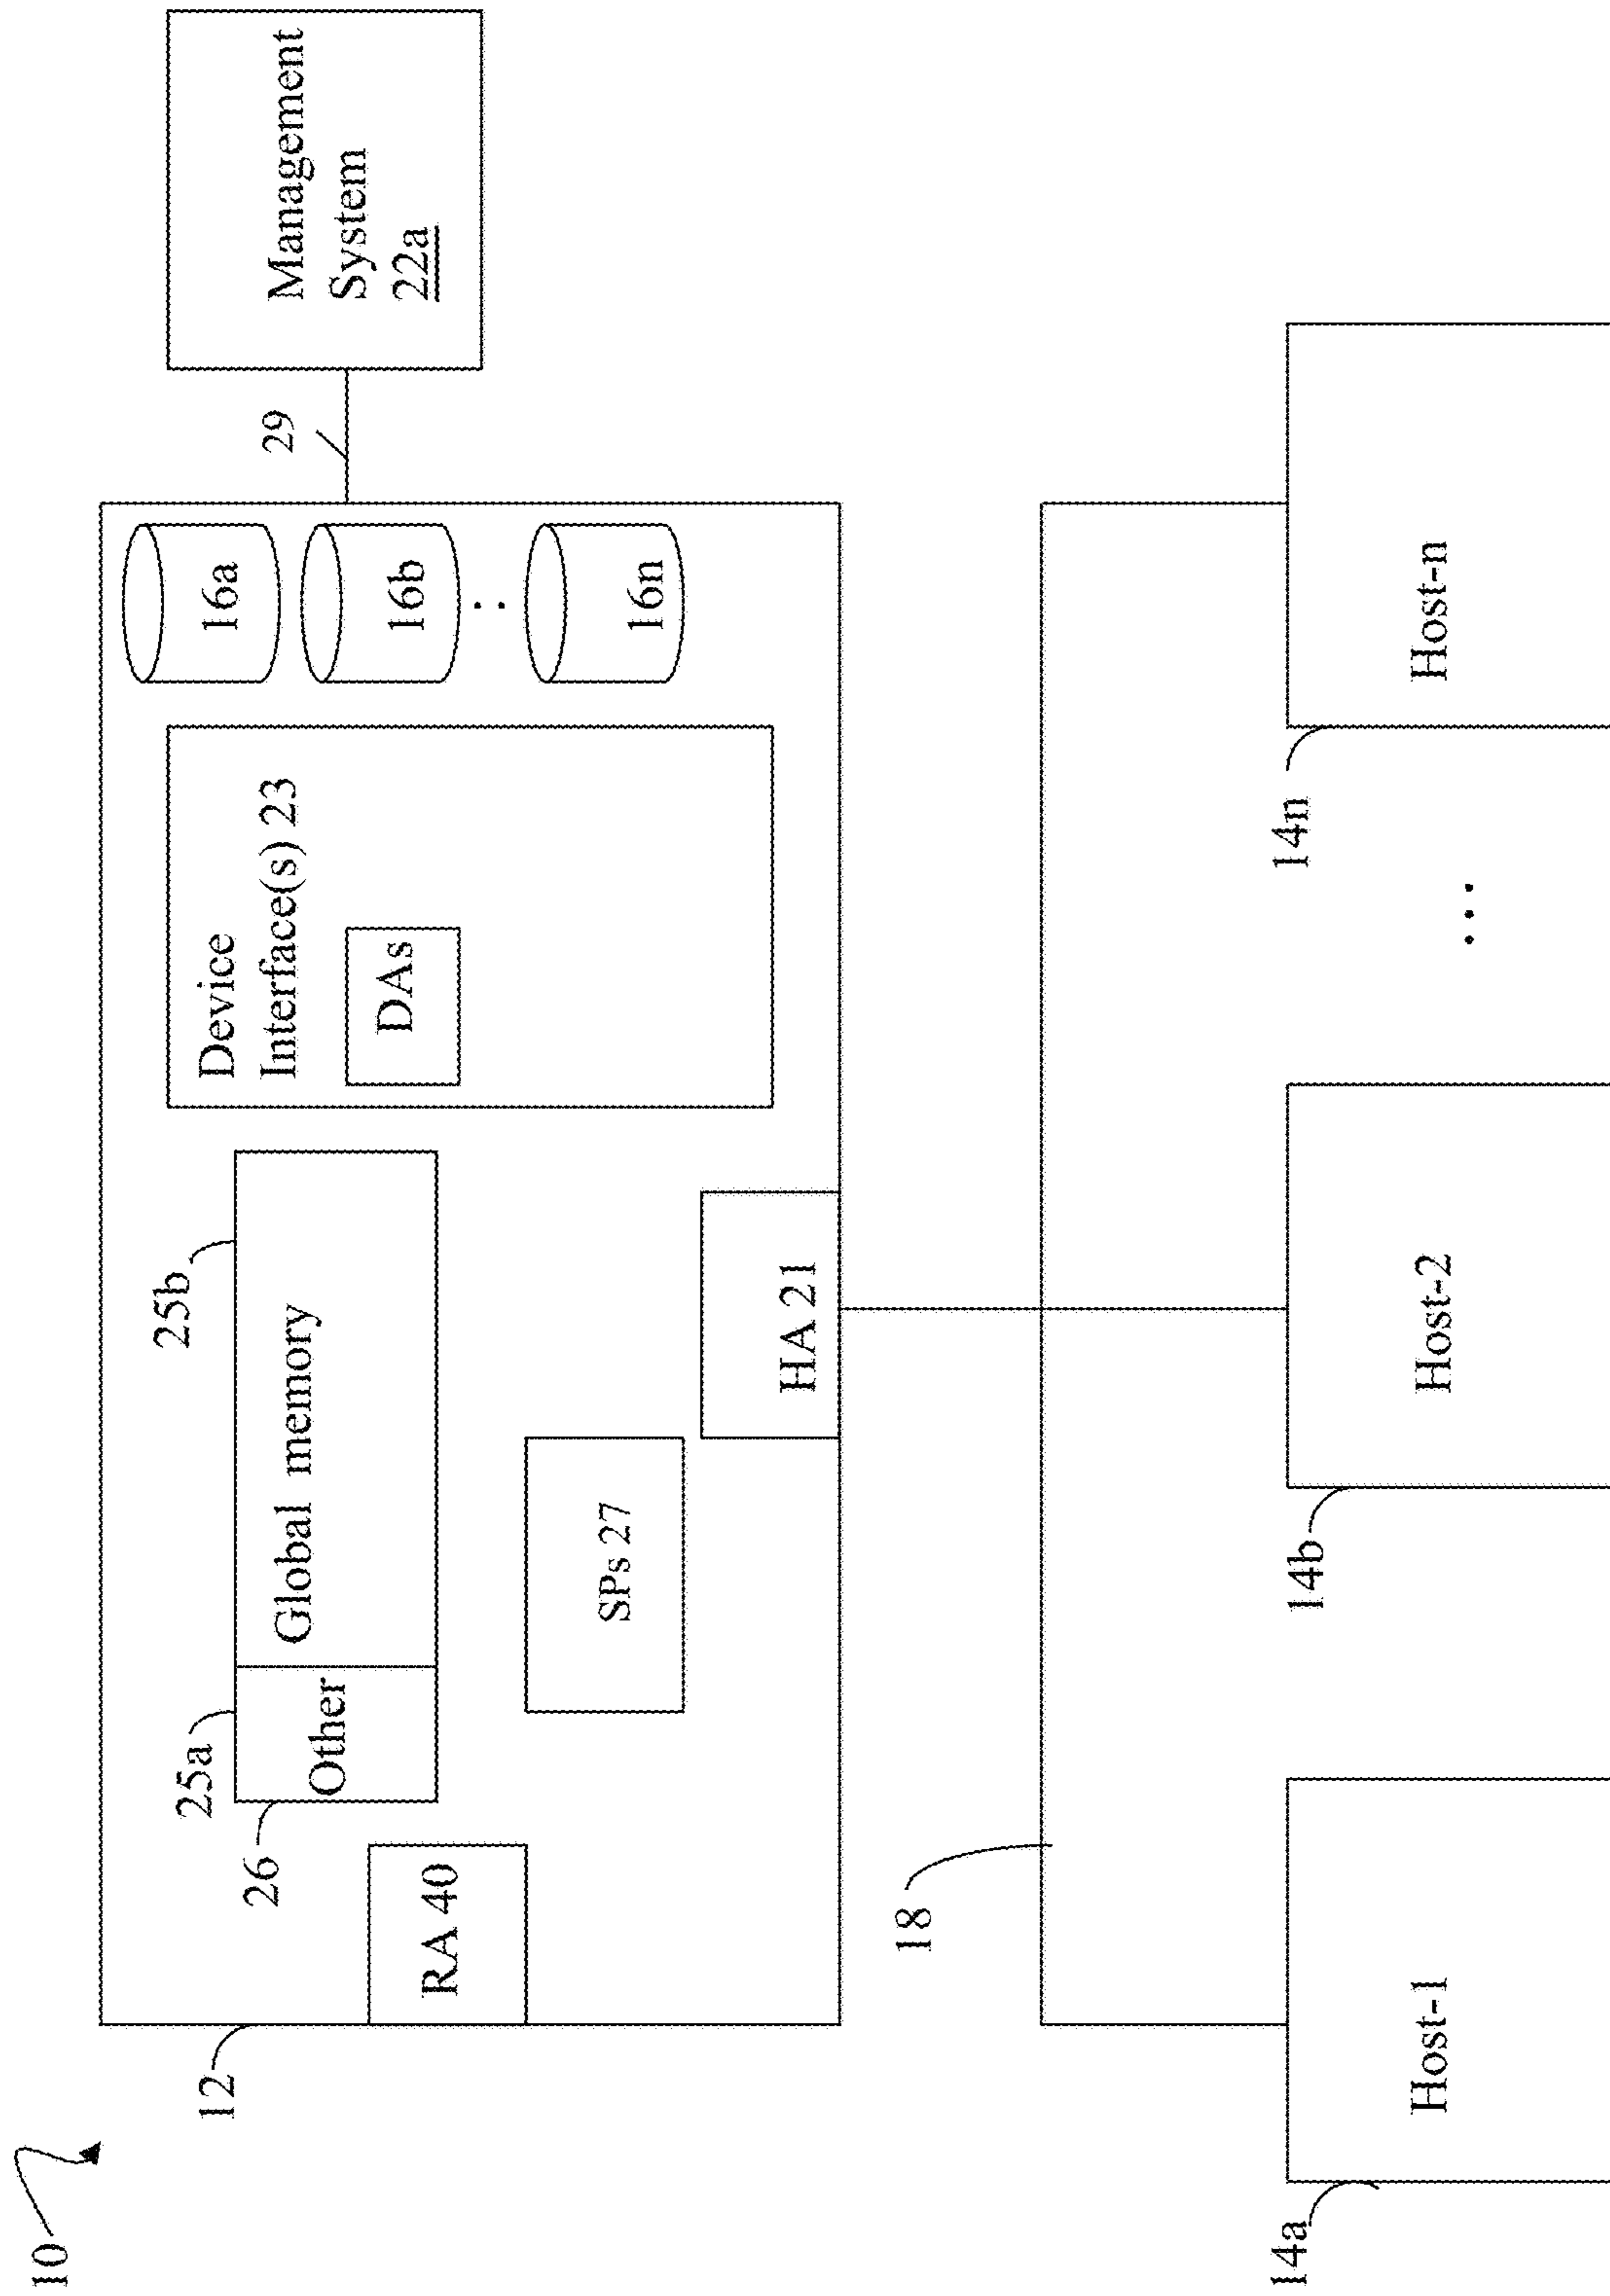 10
12
RA 40
26
25a
Other
Global memory
25b
SPs 27
HA 21
Device
Interface(s) 23
DAs
16a
16b
16n
29
Management
System
22a
18
14a
Host-1
14b
Host-2
...
14n
Host-n